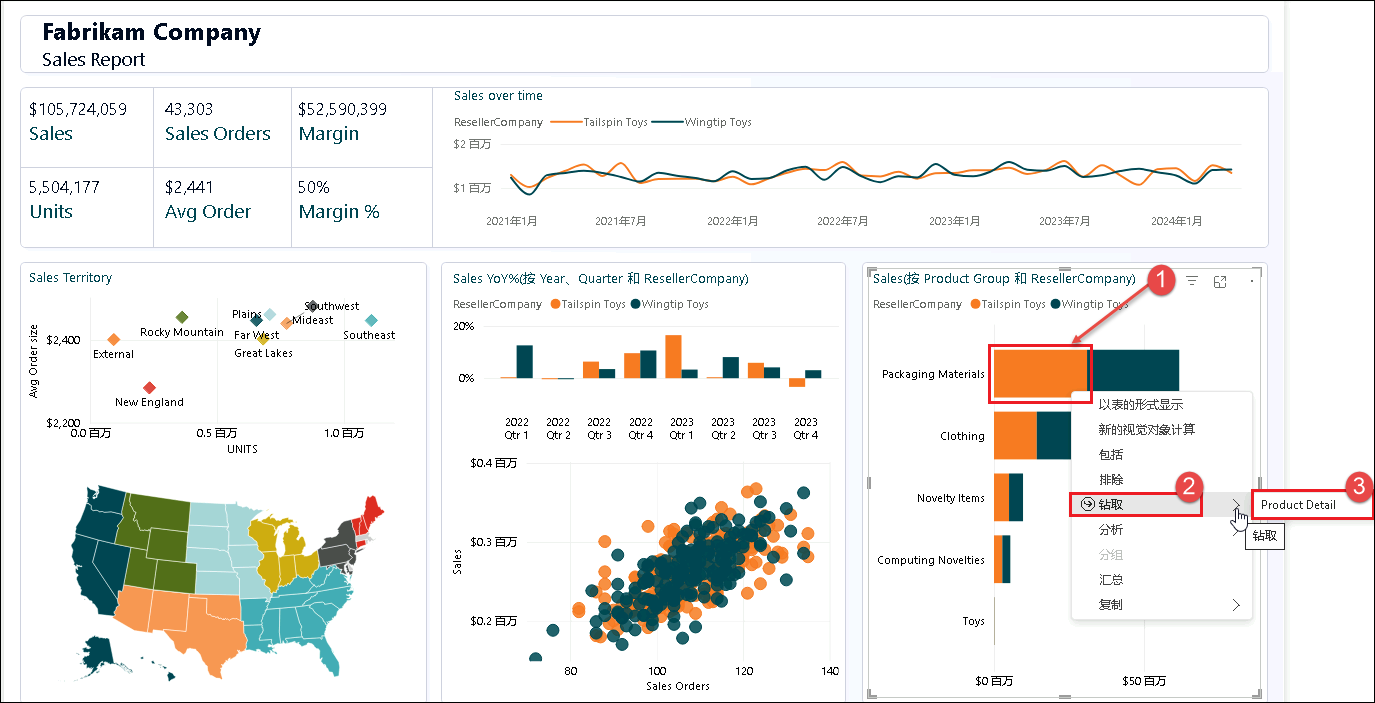 Fabrikam Company
Sales Report
$105,724,059
Sales
43,303
Sales Orders
$52,590,399
Margin
5,504,177
Units
$2,441
Avg Order
50%
Margin %
Sales over time
ResellerCompany Tailspin Toys Wingtip Toys
$2 百万
$1 百万
2021年1月 2021年7月 2022年1月 2022年7月 2023年1月 2023年7月 2024年1月
Sales Territory
Avg Order size
$2,400
$2,200
External
New England
Rocky Mountain
Plains
Far West
Great Lakes
Southwest
Mideast
Southeast
0.0 百万 0.5 百万 1.0 百万
UNITS
Sales YoY%(按 Year、Quarter 和 ResellerCompany)
ResellerCompany Tailspin Toys Wingtip Toys
20%
0%
2022 2022 2022 2022 2023 2023 2023 2023
Qtr 1 Qtr 2 Qtr 3 Qtr 4 Qtr 1 Qtr 2 Qtr 3 Qtr 4
Sales
$0.4 百万
$0.3 百万
$0.2 百万
80 100 120 140
Sales Orders
Sales(按 Product Group 和 ResellerCompany)
1
ResellerCompany Tailspin Toys Wingtip Toys
Packaging Materials
Clothing
Novelty Items
Computing Novelties
Toys
$0 百万 $50 百万
以表的形式显示
新的视觉对象计算
包括
排除
钻取
2
分析
分组
汇总
复制
Product Detail
3
钻取